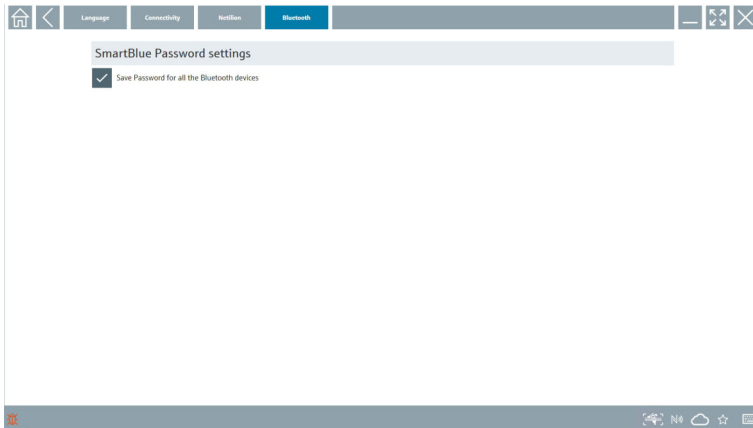 Language Connectivity Netilion Bluetooth
SmartBlue Password settings
Save Password for all the Bluetooth devices